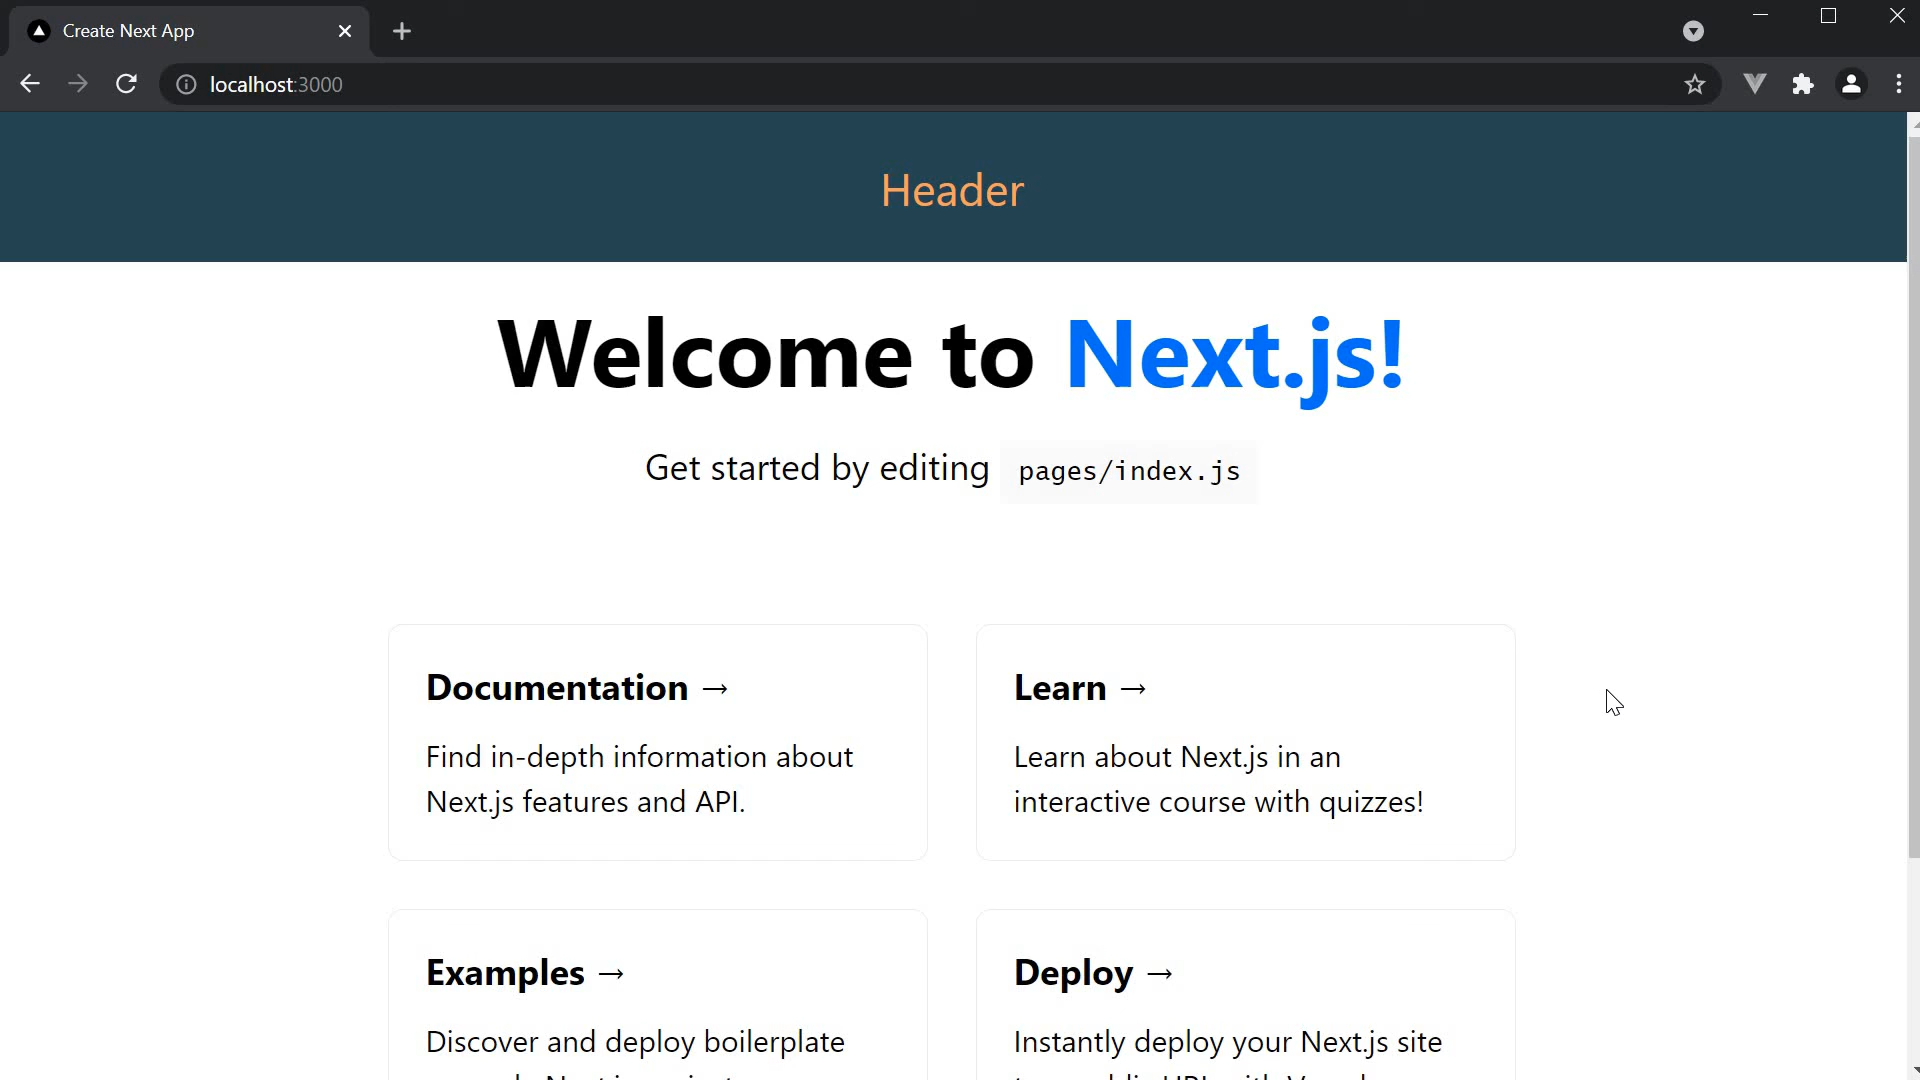 Create Next App
localhost:3000
Header
Welcome to Next.js!
Get started by editing pages/index.js
Documentation →
Find in-depth information about
Next.js features and API.
Learn →
Learn about Next.js in an
interactive course with quizzes!
Examples →
Discover and deploy boilerplate
Deploy →
Instantly deploy your Next.js site